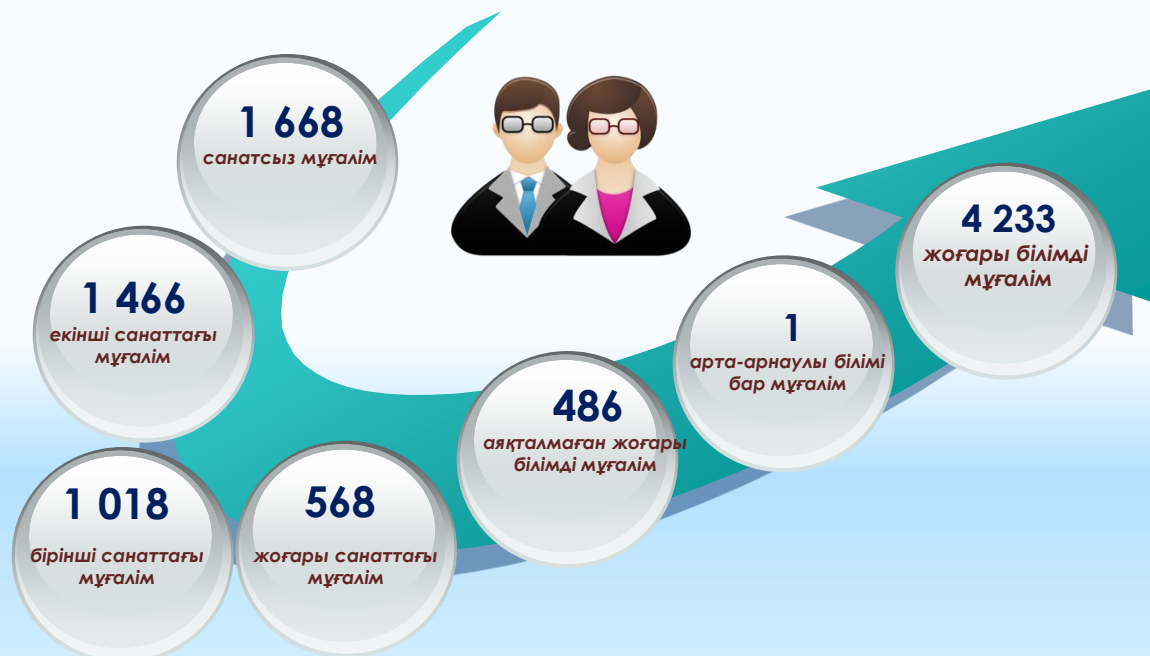 1 668
санатсыз мұғалім
1 466
екінші санаттағы
мұғалім
1 018
бірінші санаттағы
мұғалім
568
жоғары санаттағы
мұғалім
486
аяқталмаған жоғары
білімді мұғалім
1
арта-арнаулы білімі
бар мұғалім
4 233
жоғары білімді
мұғалім